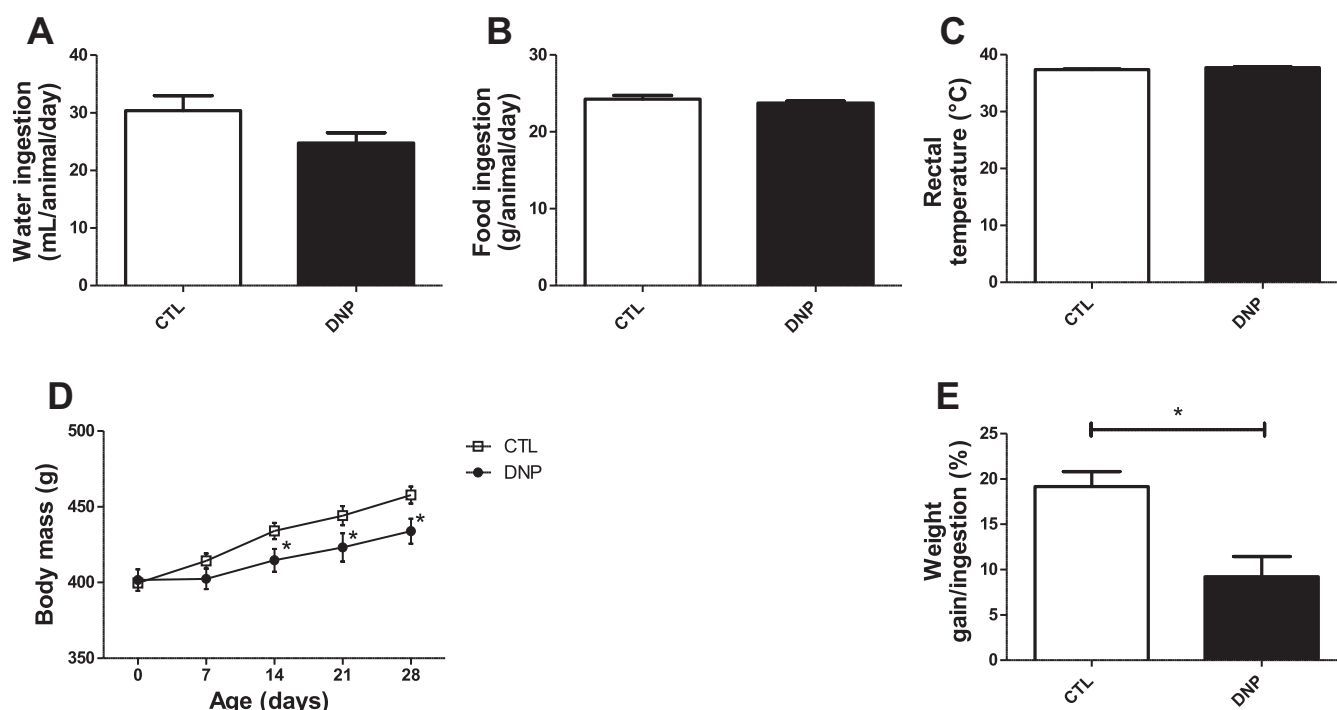 A
Water ingestion
(mL/animal/day)
40
30
20
10
0
CTL
DNP
B
Food ingestion
(g/animal/day)
30
20
10
0
CTL
DNP
C
Rectal
temperature (°C)
40
30
20
10
0
CTL
DNP
D
Body mass (g)
500
450
400
350
*
*
*
0 7 14 21 28
Age (days)
CTL
DNP
E
Weight
gain/ingestion (%)
25
20
15
10
5
0
*
CTL
DNP